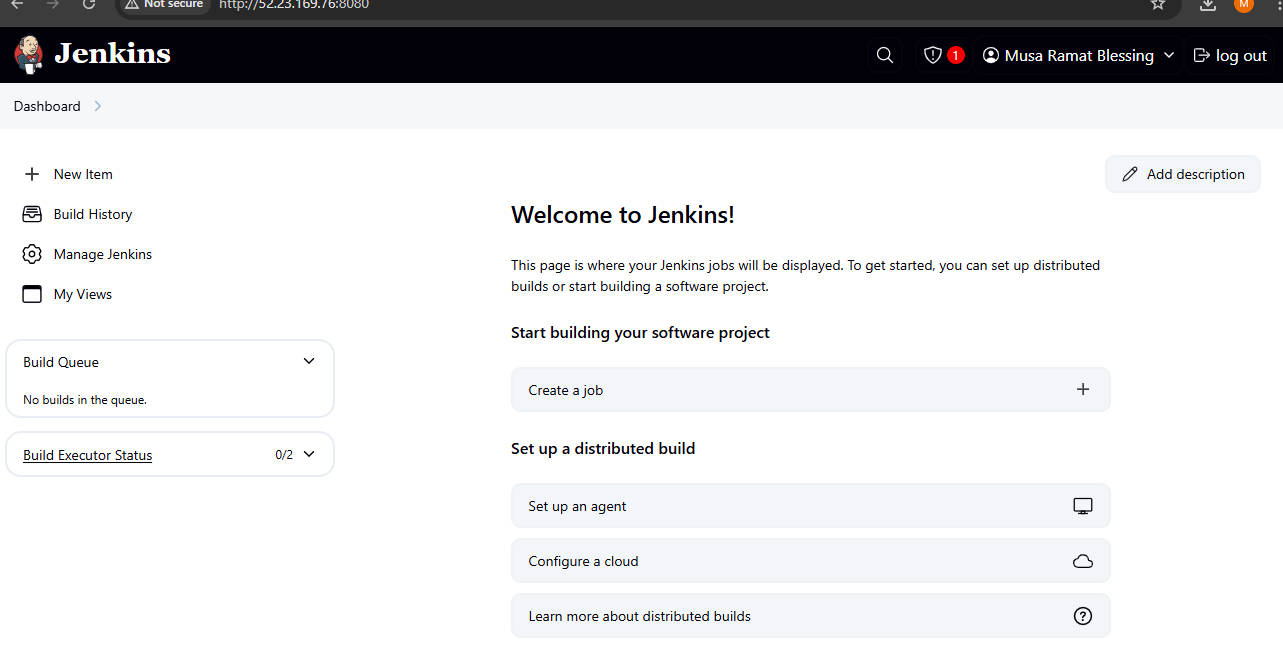 Not secure http://52.23.169.76:8080
M
Jenkins
1
Musa Ramat Blessing
log out
Dashboard
New Item
Build History
Manage Jenkins
My Views
Build Queue
No builds in the queue.
Build Executor Status 0/2
Add description
Welcome to Jenkins!
This page is where your Jenkins jobs will be displayed. To get started, you can set up distributed
builds or start building a software project.
Start building your software project
Create a job
Set up a distributed build
Set up an agent
Configure a cloud
Learn more about distributed builds